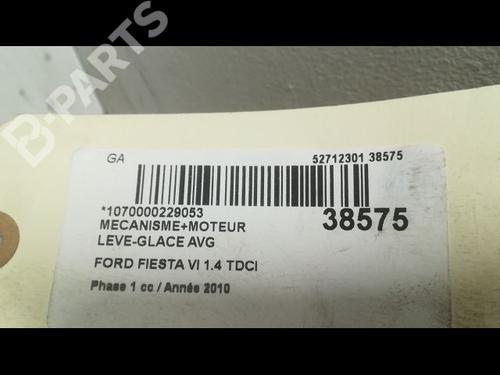 B-PARTS
GA
52712301 38575
*1070000229053
38575
MECANISME+MOTEUR
LEVE-GLACE AVG
FORD FIESTA VI 1.4 TDCI
Phase 1 cc / Année 2010